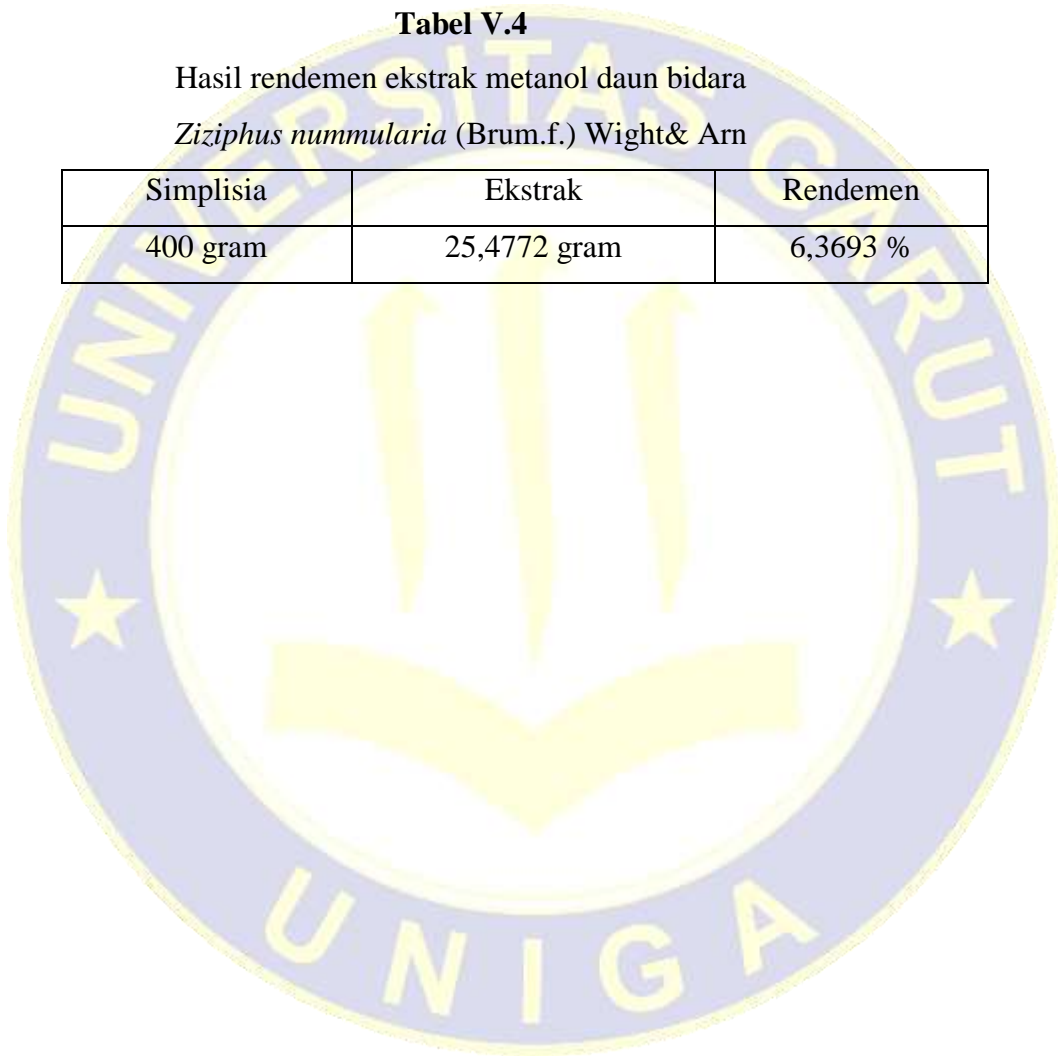 Tabel V.4
Hasil rendemen ekstrak metanol daun bidara
Ziziphus nummularia (Brum.f.) Wight& Arn
Simplisia Ekstrak Rendemen
400 gram 25,4772 gram 6,3693 %
UNIVERSITAS GARUT
UNIGA